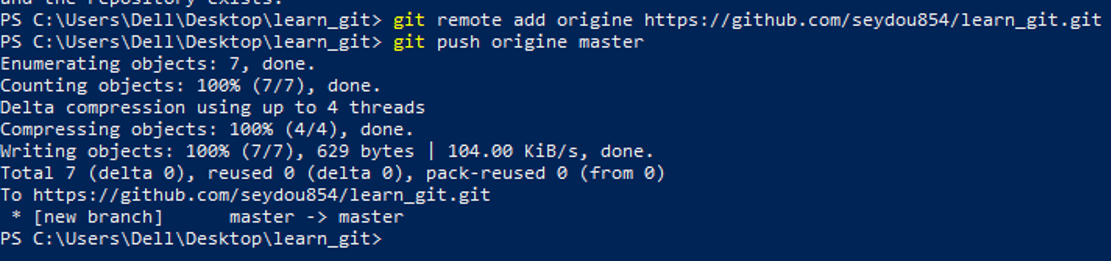 and the repository exists.
PS C:\Users\Dell\Desktop\learn_git> git remote add origine https://github.com/seydou854/learn_git.git
PS C:\Users\Dell\Desktop\learn_git> git push origine master
Enumerating objects: 7, done.
Counting objects: 100% (7/7), done.
Delta compression using up to 4 threads
Compressing objects: 100% (4/4), done.
Writing objects: 100% (7/7), 629 bytes | 104.00 KiB/s, done.
Total 7 (delta 0), reused 0 (delta 0), pack-reused 0 (from 0)
To https://github.com/seydou854/learn_git.git
 * [new branch]      master -> master
PS C:\Users\Dell\Desktop\learn_git>